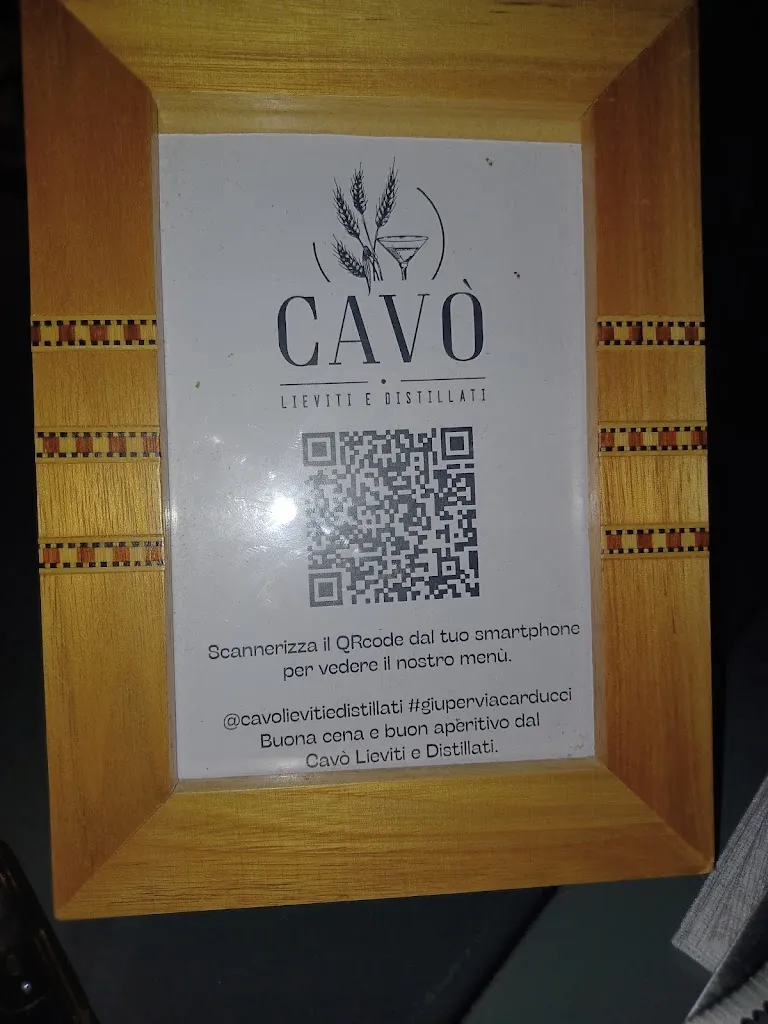 CAVÒ
LIEVITI E DISTILLATI
Scannerizza il QRcode dal tuo smartphone
per vedere il nostro menù.
@cavolievitiedistillati #giuperviacarducci
Buona cena e buon aperitivo dal
Cavò Lieviti e Distillati.